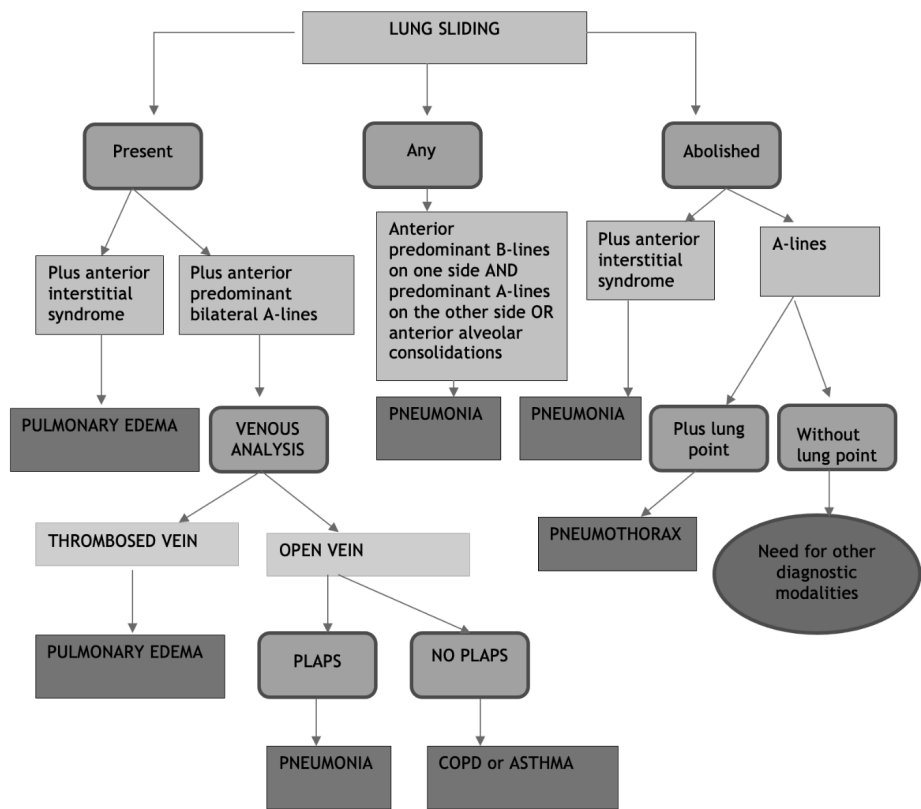 LUNG SLIDING
Present
Any
Abolished
Plus anterior
interstitial
syndrome
Plus anterior
predominant
bilateral A-lines
Anterior
predominant B-lines
on one side AND
predominant A-lines
on the other side OR
anterior alveolar
consolidations
Plus anterior
interstitial
syndrome
A-lines
PULMONARY EDEMA
VENOUS
ANALYSIS
PNEUMONIA
PNEUMONIA
Plus lung
point
Without
lung point
THROMBOSED VEIN
OPEN VEIN
PNEUMOTHORAX
Need for other
diagnostic
modalities
PULMONARY EDEMA
PLAPS
NO PLAPS
PNEUMONIA
COPD or ASTHMA